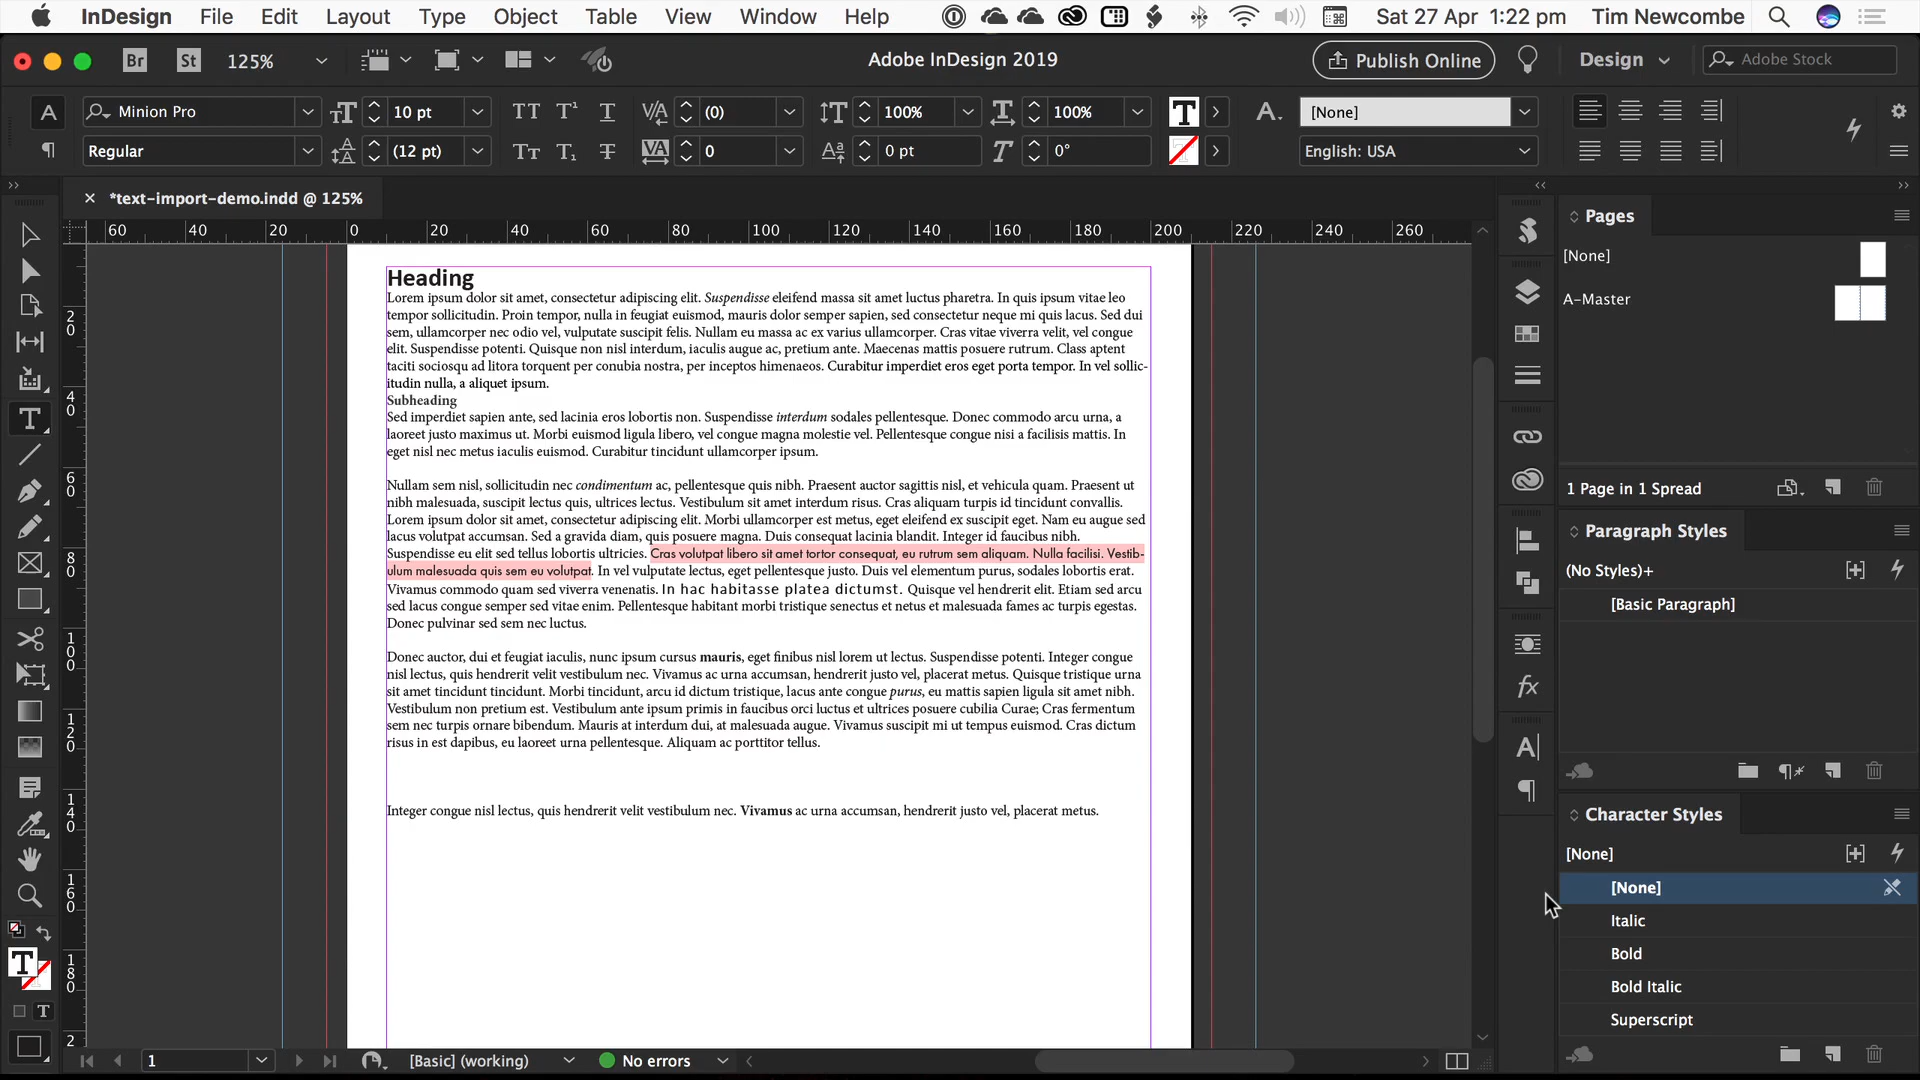 InDesign File Edit Layout Type Object Table View Window Help Sat 27 Apr 1:22 pm Tim Newcombe
Br St 125% Adobe InDesign 2019 Publish Online Design Adobe Stock
A Minion Pro 10 pt TT T¹ T (0) 100% 100% T A. [None]
¶ Regular (12 pt) Tт T₁ T VA 0 0 pt T 0° English: USA
*text-import-demo.indd @ 125%
60 40 20 0 20 40 60 80 100 120 140 160 180 200 220 240 260
Heading
Lorem ipsum dolor sit amet, consectetur adipiscing elit. Suspendisse eleifend massa sit amet luctus pharetra. In quis ipsum vitae leo
tempor sollicitudin. Proin tempor, nulla in feugiat euismod, mauris dolor semper sapien, sed consectetur neque mi quis lacus. Sed dui
sem, ullamcorper nec odio vel, vulputate suscipit felis. Nullam eu massa ac ex varius ullamcorper. Cras vitae viverra velit, vel congue
elit. Suspendisse potenti. Quisque non nisl interdum, iaculis augue ac, pretium ante. Maecenas mattis posuere rutrum. Class aptent
taciti sociosqu ad litora torquent per conubia nostra, per inceptos himenaeos. Curabitur imperdiet eros eget porta tempor. In vel sollic-
itudin nulla, a aliquet ipsum.
Subheading
Sed imperdiet sapien ante, sed lacinia eros lobortis non. Suspendisse interdum sodales pellentesque. Donec commodo arcu urna, a
laoreet justo maximus ut. Morbi euismod ligula libero, vel congue magna molestie vel. Pellentesque congue nisi a facilisis mattis. In
eget nisl nec metus iaculis euismod. Curabitur tincidunt ullamcorper ipsum.
Nullam sem nisl, sollicitudin nec condimentum ac, pellentesque quis nibh. Praesent auctor sagittis nisl, et vehicula quam. Praesent ut
nibh malesuada, suscipit lectus quis, ultrices lectus. Vestibulum sit amet interdum risus. Cras aliquam turpis id tincidunt convallis.
Lorem ipsum dolor sit amet, consectetur adipiscing elit. Morbi ullamcorper est metus, eget eleifend ex suscipit eget. Nam eu augue sed
lacus volutpat accumsan. Sed a gravida diam, quis posuere magna. Duis consequat lacinia blandit. Integer id faucibus nibh.
Suspendisse eu elit sed tellus lobortis ultricies. Cras volutpat libero sit amet tortor consequat, eu rutrum sem aliquam. Nulla facilisi. Vestib-
ulum malesuada quis sem eu volutpat. In vel vulputate lectus, eget pellentesque justo. Duis vel elementum purus, sodales lobortis erat.
Vivamus commodo quam sed viverra venenatis. In hac habitasse platea dictumst. Quisque vel hendrerit elit. Etiam sed arcu
sed lacus congue semper sed vitae enim. Pellentesque habitant morbi tristique senectus et netus et malesuada fames ac turpis egestas.
Donec pulvinar sed sem nec luctus.
Donec auctor, dui et feugiat iaculis, nunc ipsum cursus mauris, eget finibus nisl lorem ut lectus. Suspendisse potenti. Integer congue
nisl lectus, quis hendrerit velit vestibulum nec. Vivamus ac urna accumsan, hendrerit justo vel, placerat metus. Quisque tristique urna
sit amet tincidunt tincidunt. Morbi tincidunt, arcu id dictum tristique, lacus ante congue purus, eu mattis sapien ligula sit amet nibh.
Vestibulum non pretium est. Vestibulum ante ipsum primis in faucibus orci luctus et ultrices posuere cubilia Curae; Cras fermentum
sem nec turpis ornare bibendum. Mauris at interdum dui, at malesuada augue. Vivamus suscipit mi ut tempus euismod. Cras dictum
risus in est dapibus, eu laoreet urna pellentesque. Aliquam ac porttitor tellus.
Integer congue nisl lectus, quis hendrerit velit vestibulum nec. Vivamus ac urna accumsan, hendrerit justo vel, placerat metus.
20
40
60
80
100
120
140
160
180
2
Pages
[None]
A-Master
1 Page in 1 Spread
Paragraph Styles
(No Styles)+
[Basic Paragraph]
Character Styles
[None]
[None]
Italic
Bold
Bold Italic
Superscript
1 [Basic] (working) No errors